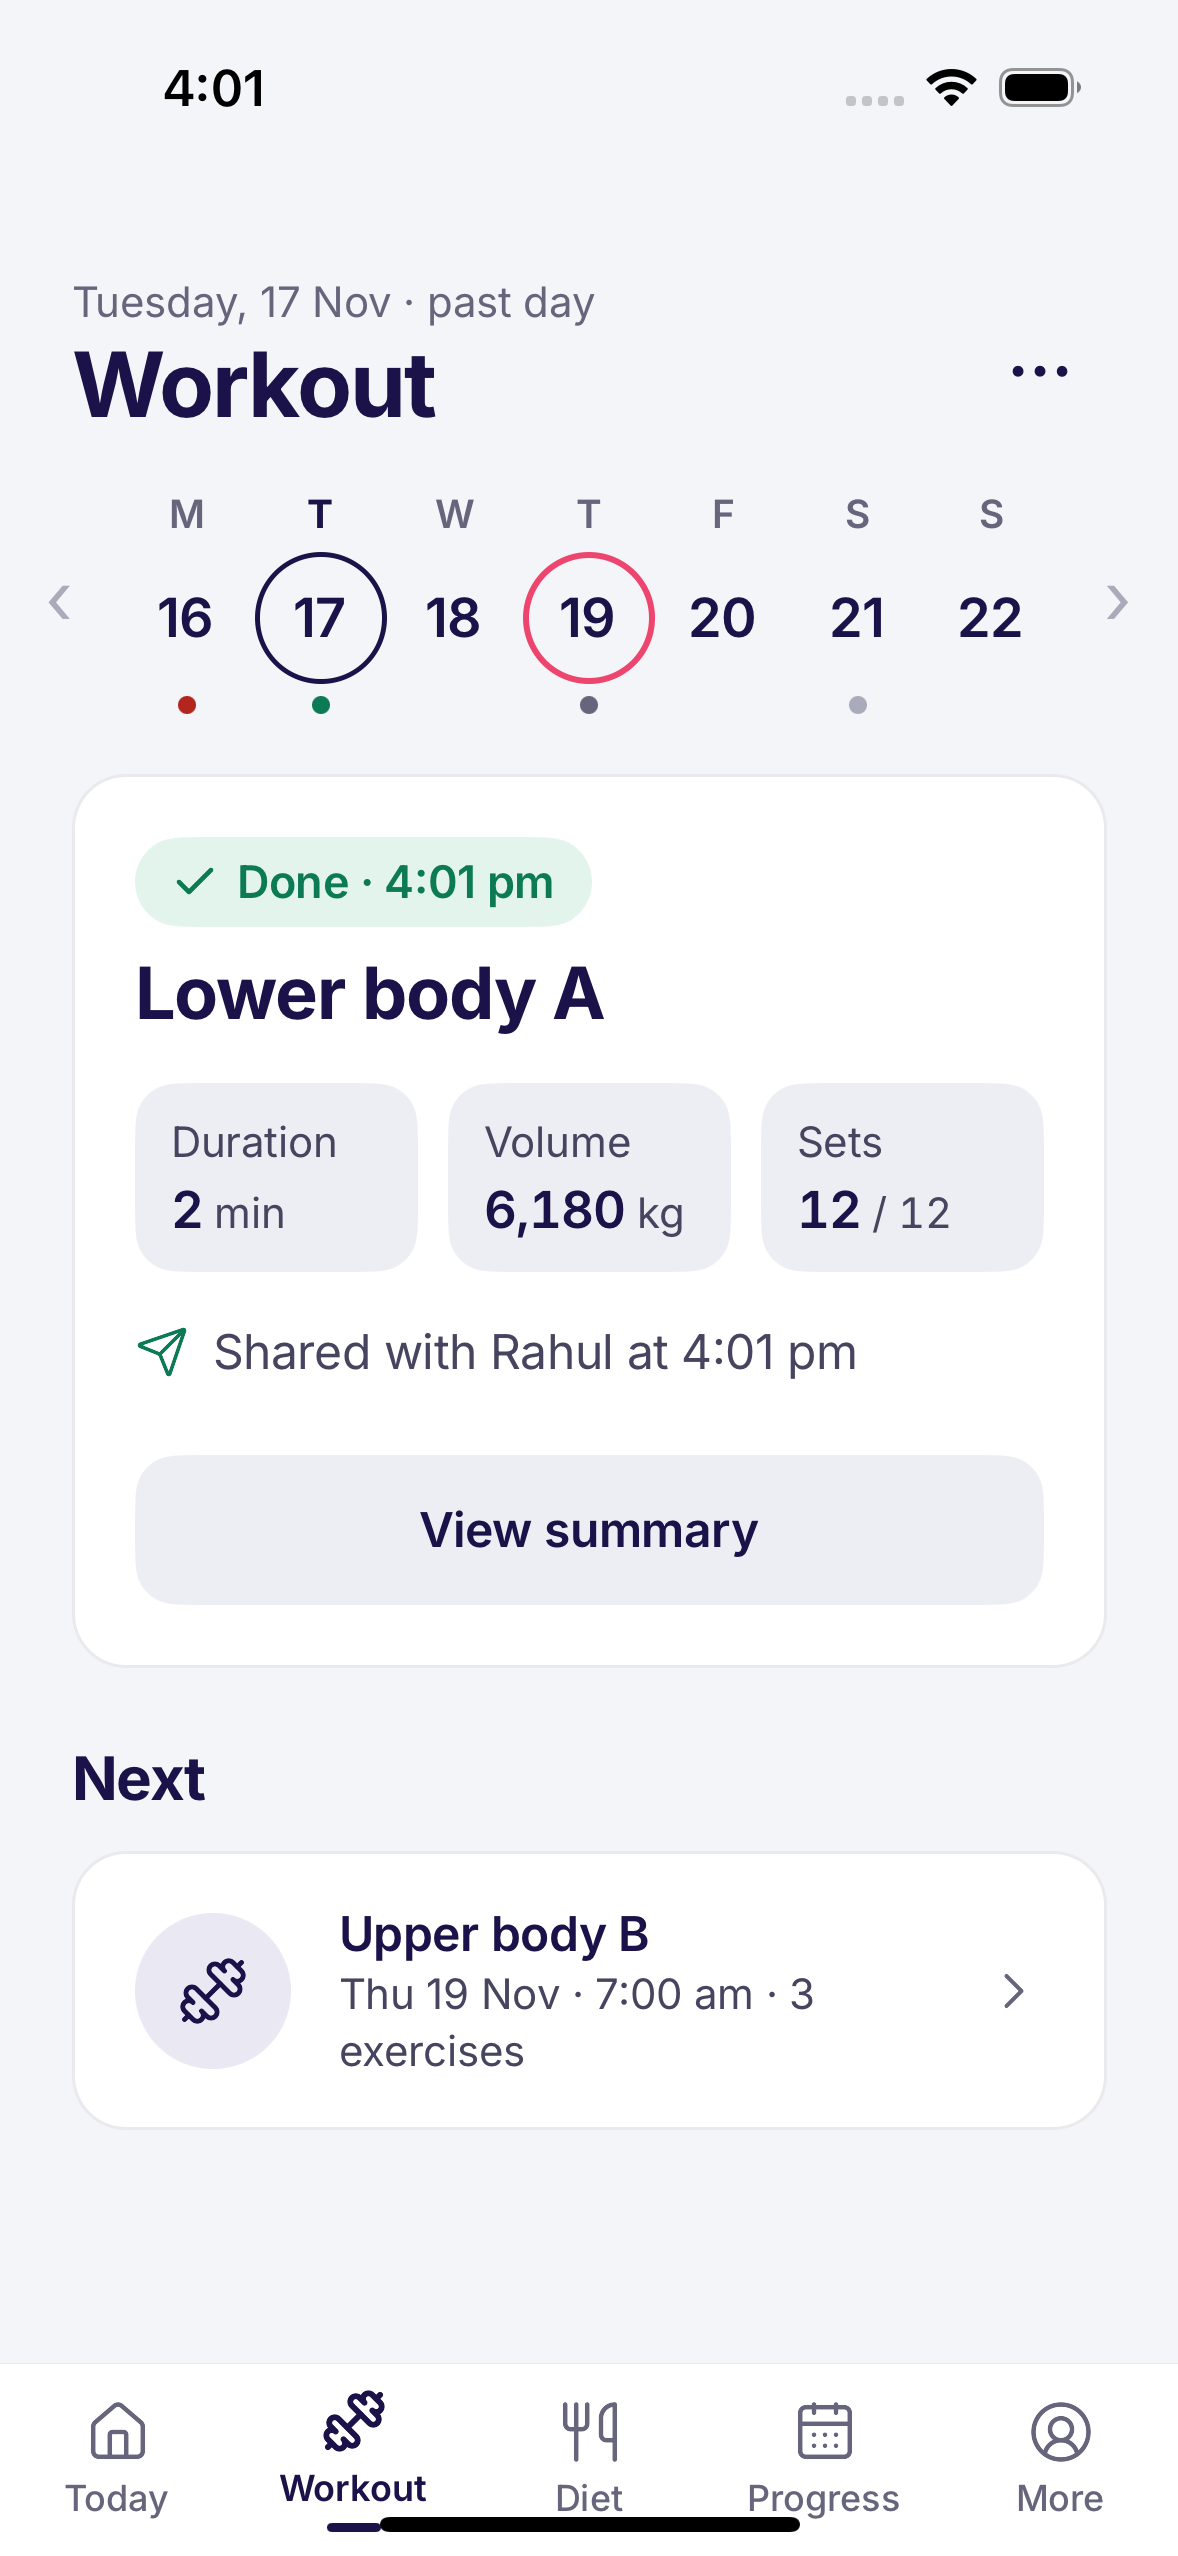 4:01
Tuesday, 17 Nov · past day
Workout
M T W T F S S
16 17 18 19 20 21 22
Done · 4:01 pm
Lower body A
Duration Volume Sets
2 min 6,180 kg 12 / 12
Shared with Rahul at 4:01 pm
View summary
Next
Upper body B
Thu 19 Nov · 7:00 am · 3
exercises
Today Workout Diet Progress More